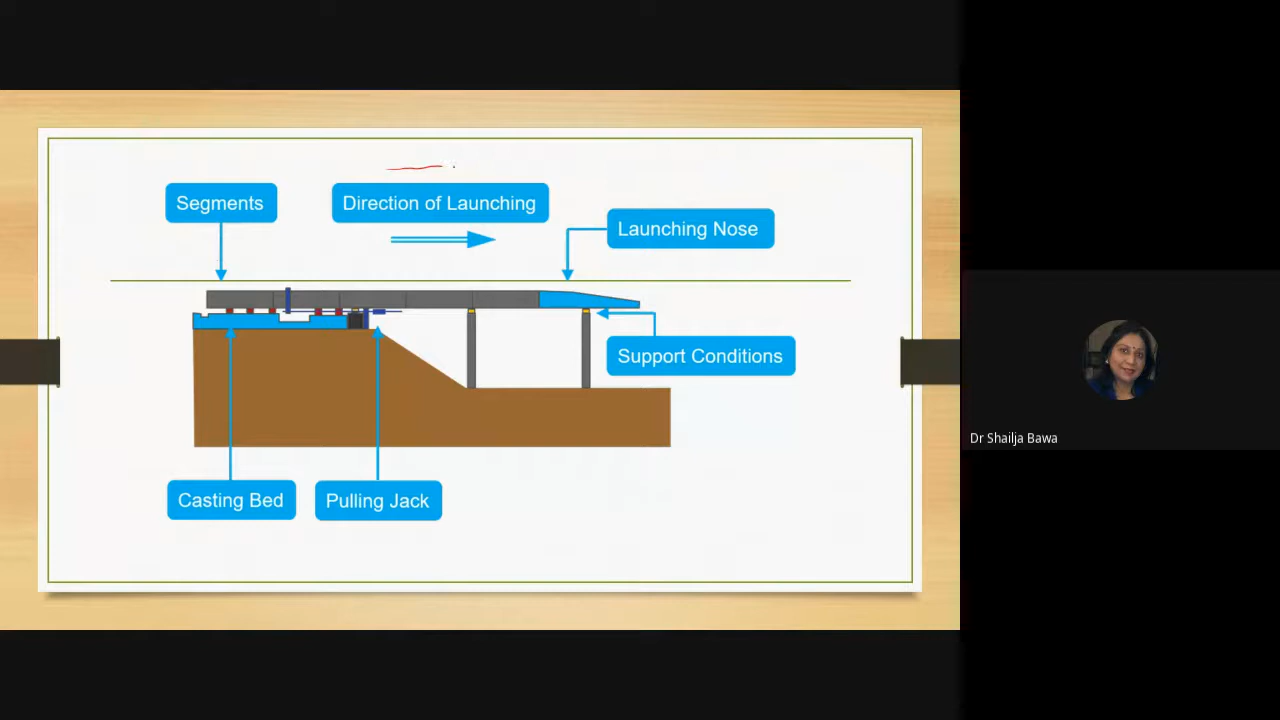 Segments
Direction of Launching
Launching Nose
Support Conditions
Casting Bed
Pulling Jack
Dr Shailja Bawa